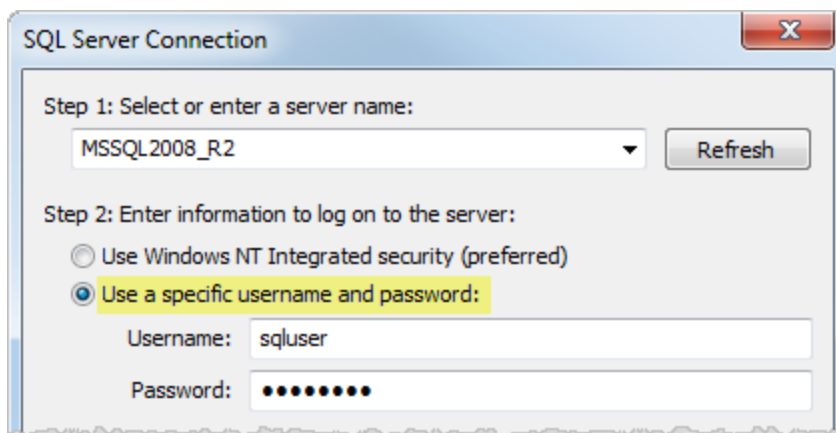 SQL Server Connection
Step 1: Select or enter a server name:
MSSQL2008_R2
Refresh
Step 2: Enter information to log on to the server:
Use Windows NT Integrated security (preferred)
Use a specific username and password:
Username: sqluser
Password: ●●●●●●●●